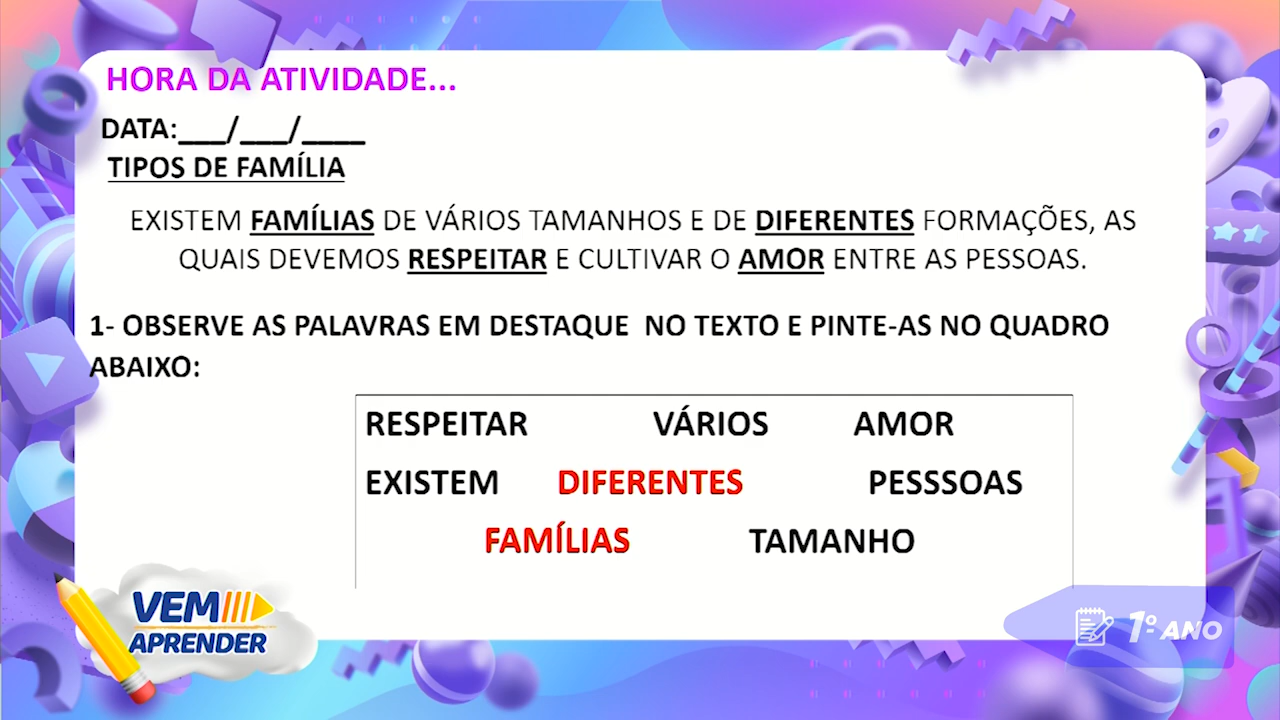 HORA DA ATIVIDADE...
DATA:___/___/____
TIPOS DE FAMÍLIA
EXISTEM FAMÍLIAS DE VÁRIOS TAMANHOS E DE DIFERENTES FORMAÇÕES, AS
QUAIS DEVEMOS RESPEITAR E CULTIVAR O AMOR ENTRE AS PESSOAS.
1- OBSERVE AS PALAVRAS EM DESTAQUE NO TEXTO E PINTE-AS NO QUADRO
ABAIXO:
RESPEITAR VÁRIOS AMOR
EXISTEM DIFERENTES PESSSOAS
FAMÍLIAS TAMANHO
VEM
APRENDER
1º ANO